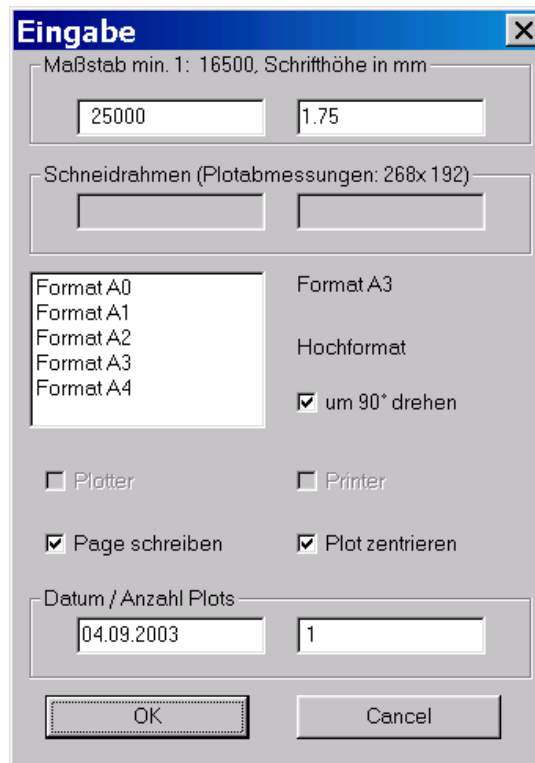 Eingabe
Maßstab min. 1: 16500, Schrifthöhe in mm
25000 1.75
Schneidrahmen (Plotabmessungen: 268x 192)
Format A0
Format A1
Format A2
Format A3
Format A4
Format A3
Hochformat
um 90° drehen
Plotter Printer
Page schreiben Plot zentrieren
Datum / Anzahl Plots
04.09.2003 1
OK Cancel